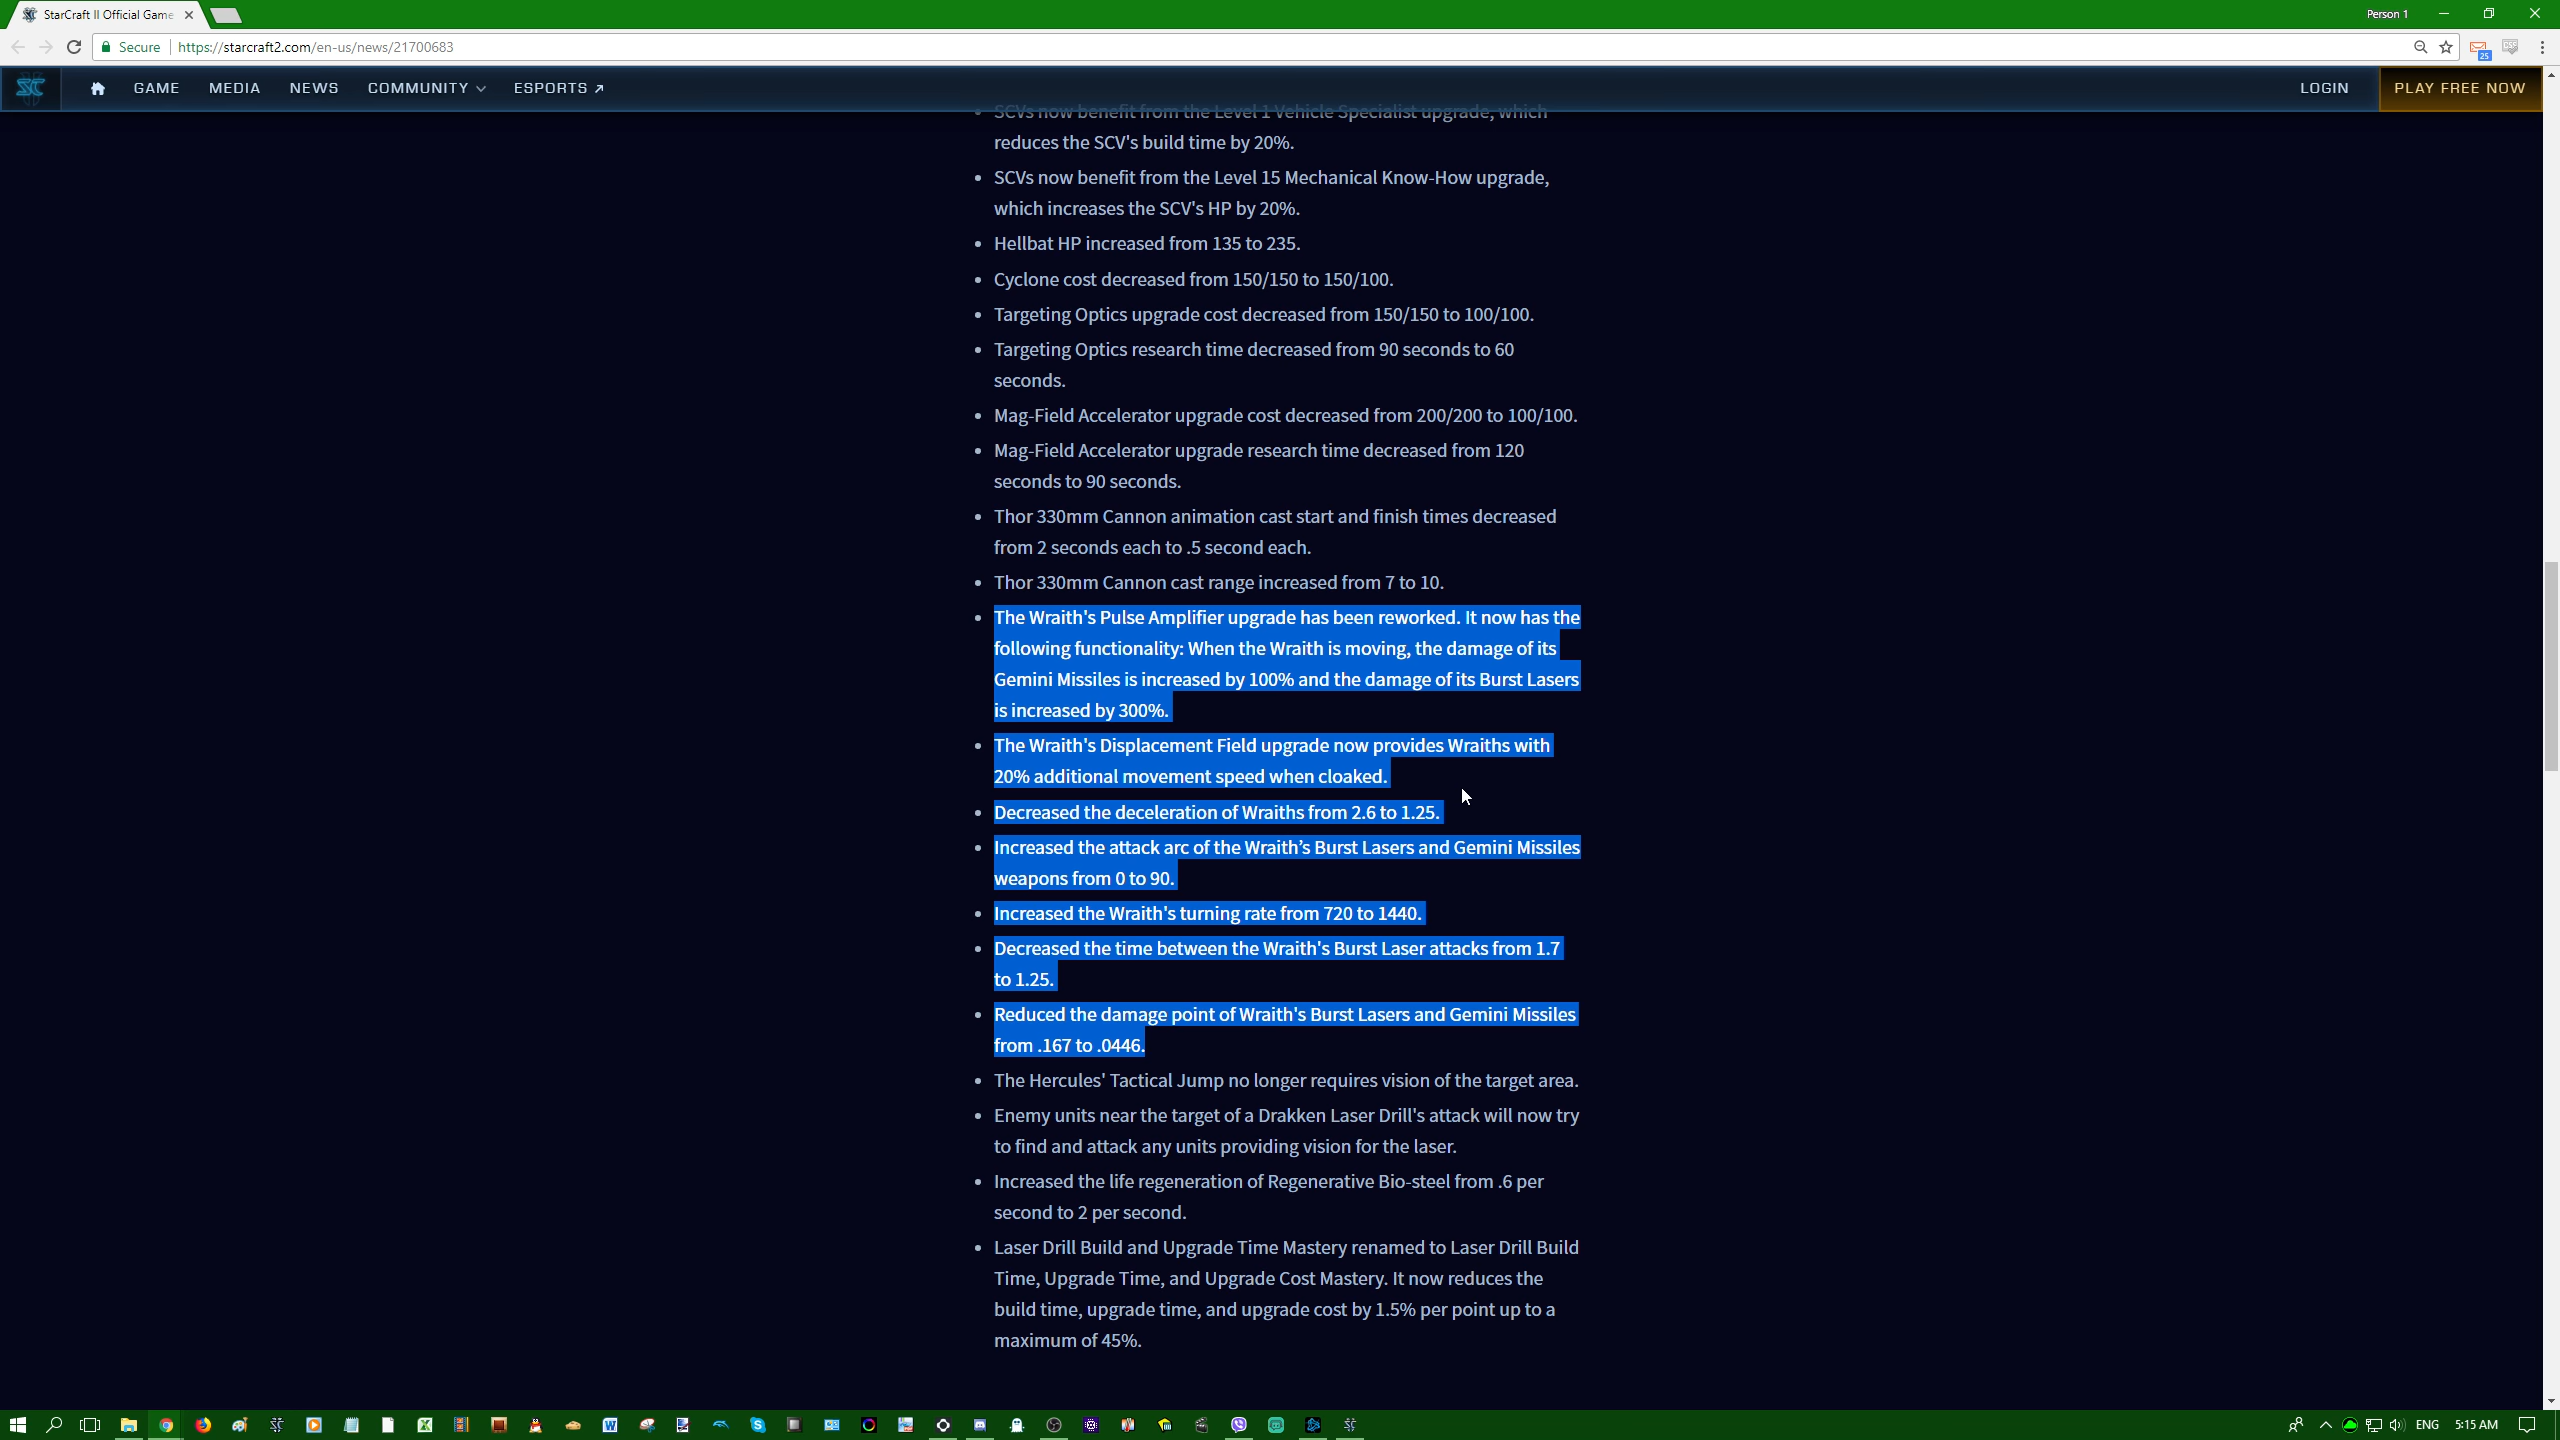 StarCraft II Official Game
Person 1
Secure
https://starcraft2.com/en-us/news/21700683
25
GAME
MEDIA
NEWS
COMMUNITY
ESPORTS
LOGIN
PLAY FREE NOW
SCVs now benefit from the Level 1 Vehicle Specialist upgrade, which
reduces the SCV's build time by 20%.
SCVs now benefit from the Level 15 Mechanical Know-How upgrade,
which increases the SCV's HP by 20%.
Hellbat HP increased from 135 to 235.
Cyclone cost decreased from 150/150 to 150/100.
Targeting Optics upgrade cost decreased from 150/150 to 100/100.
Targeting Optics research time decreased from 90 seconds to 60
seconds.
Mag-Field Accelerator upgrade cost decreased from 200/200 to 100/100.
Mag-Field Accelerator upgrade research time decreased from 120
seconds to 90 seconds.
Thor 330mm Cannon animation cast start and finish times decreased
from 2 seconds each to .5 second each.
Thor 330mm Cannon cast range increased from 7 to 10.
The Wraith's Pulse Amplifier upgrade has been reworked. It now has the
following functionality: When the Wraith is moving, the damage of its
Gemini Missiles is increased by 100% and the damage of its Burst Lasers
is increased by 300%.
The Wraith's Displacement Field upgrade now provides Wraiths with
20% additional movement speed when cloaked.
Decreased the deceleration of Wraiths from 2.6 to 1.25.
Increased the attack arc of the Wraith’s Burst Lasers and Gemini Missiles
weapons from 0 to 90.
Increased the Wraith's turning rate from 720 to 1440.
Decreased the time between the Wraith's Burst Laser attacks from 1.7
to 1.25.
Reduced the damage point of Wraith's Burst Lasers and Gemini Missiles
from .167 to .0446.
The Hercules' Tactical Jump no longer requires vision of the target area.
Enemy units near the target of a Drakken Laser Drill's attack will now try
to find and attack any units providing vision for the laser.
Increased the life regeneration of Regenerative Bio-steel from .6 per
second to 2 per second.
Laser Drill Build and Upgrade Time Mastery renamed to Laser Drill Build
Time, Upgrade Time, and Upgrade Cost Mastery. It now reduces the
build time, upgrade time, and upgrade cost by 1.5% per point up to a
maximum of 45%.
ENG
5:15 AM